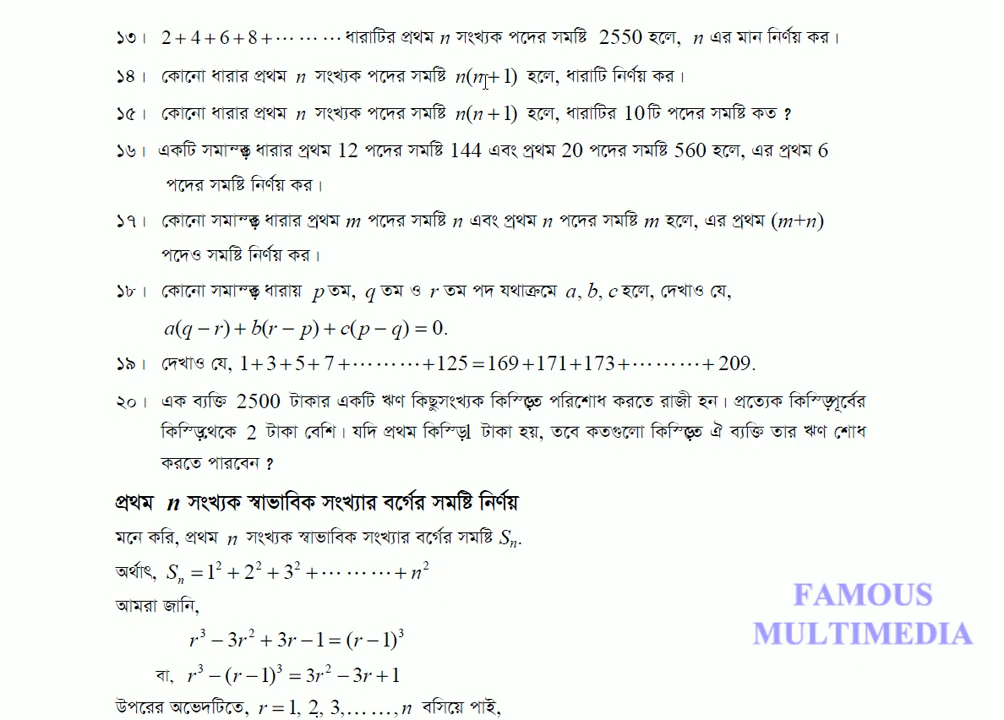 ১৩। 2 + 4 + 6 + 8 + ⋯ ⋯ ⋯ ধারাটির প্রথম n সংখ্যক পদের সমষ্টি 2550 হলে, n এর মান নির্ণয় কর।
১৪। কোনো ধারার প্রথম n সংখ্যক পদের সমষ্টি n(n + 1) হলে, ধারাটি নির্ণয় কর।
১৫। কোনো ধারার প্রথম n সংখ্যক পদের সমষ্টি n(n + 1) হলে, ধারাটির 10টি পদের সমষ্টি কত ?
১৬। একটি সমান্তর ধারার প্রথম 12 পদের সমষ্টি 144 এবং প্রথম 20 পদের সমষ্টি 560 হলে, এর প্রথম 6
পদের সমষ্টি নির্ণয় কর।
১৭। কোনো সমান্তর ধারার প্রথম m পদের সমষ্টি n এবং প্রথম n পদের সমষ্টি m হলে, এর প্রথম (m+n)
পদেও সমষ্টি নির্ণয় কর।
১৮। কোনো সমান্তর ধারায় p তম, q তম ও r তম পদ যথাক্রমে a, b, c হলে, দেখাও যে,
a(q − r) + b(r − p) + c(p − q) = 0.
১৯। দেখাও যে, 1 + 3 + 5 + 7 + ⋯ ⋯ ⋯ + 125 = 169 + 171 + 173 + ⋯ ⋯ ⋯ + 209.
২০। এক ব্যক্তি 2500 টাকার একটি ঋণ কিছুসংখ্যক কিস্তিতে পরিশোধ করতে রাজী হন। প্রত্যেক কিস্তি পূর্বের
কিস্তি থেকে 2 টাকা বেশি। যদি প্রথম কিস্তি 1 টাকা হয়, তবে কতগুলো কিস্তিতে ঐ ব্যক্তি তার ঋণ শোধ
করতে পারবেন ?
প্রথম n সংখ্যক স্বাভাবিক সংখ্যার বর্গের সমষ্টি নির্ণয়
মনে করি, প্রথম n সংখ্যক স্বাভাবিক সংখ্যার বর্গের সমষ্টি Sₙ.
অর্থাৎ, Sₙ = 1² + 2² + 3² + ⋯ ⋯ ⋯ + n²
আমরা জানি,
r³ − 3r² + 3r − 1 = (r − 1)³
বা, r³ − (r − 1)³ = 3r² − 3r + 1
উপরের অভেদটিতে, r = 1, 2, 3,… …, n বসিয়ে পাই,
FAMOUS
MULTIMEDIA